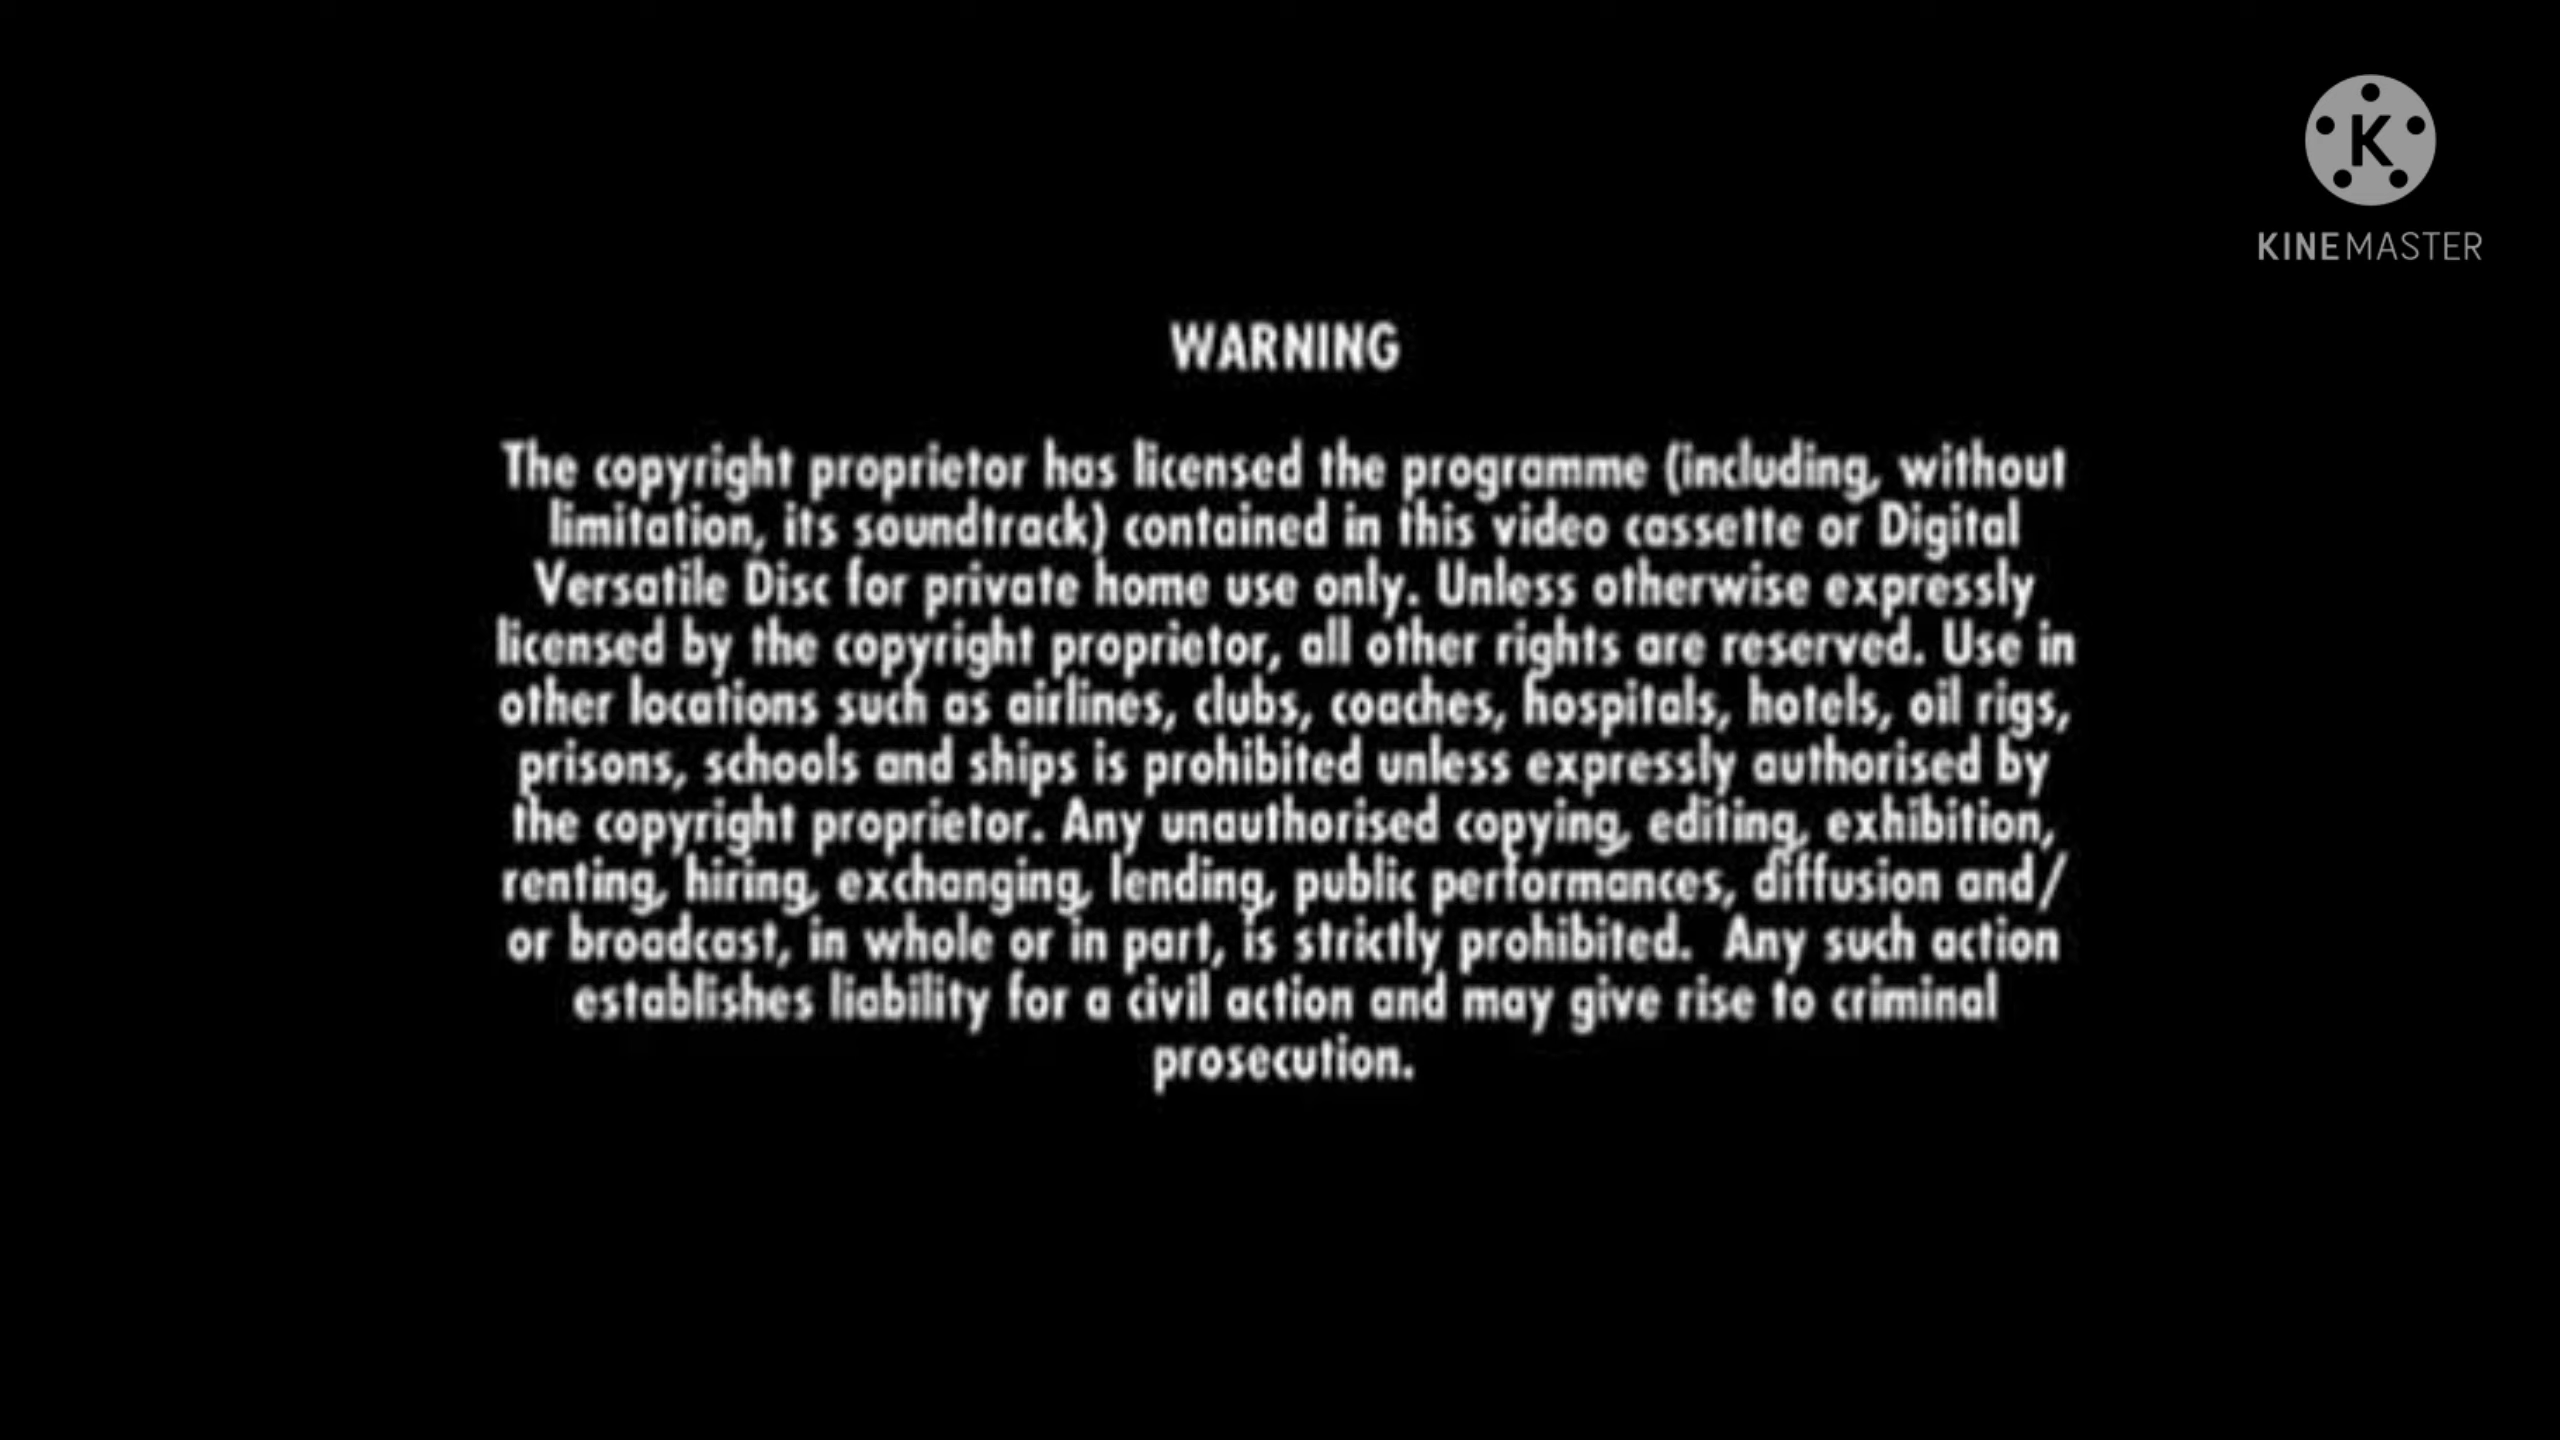 K
KINEMASTER
WARNING
The copyright proprietor has licensed the programme (including, without
limitation, its soundtrack) contained in this video cassette or Digital
Versatile Disc for private home use only. Unless otherwise expressly
licensed by the copyright proprietor, all other rights are reserved. Use in
other locations such as airlines, clubs, coaches, hospitals, hotels, oil rigs,
prisons, schools and ships is prohibited unless expressly authorised by
the copyright proprietor. Any unauthorised copying, editing, exhibition,
renting, hiring, exchanging, lending, public performances, diffusion and/
or broadcast, in whole or in part, is strictly prohibited.  Any such action
establishes liability for a civil action and may give rise to criminal
prosecution.